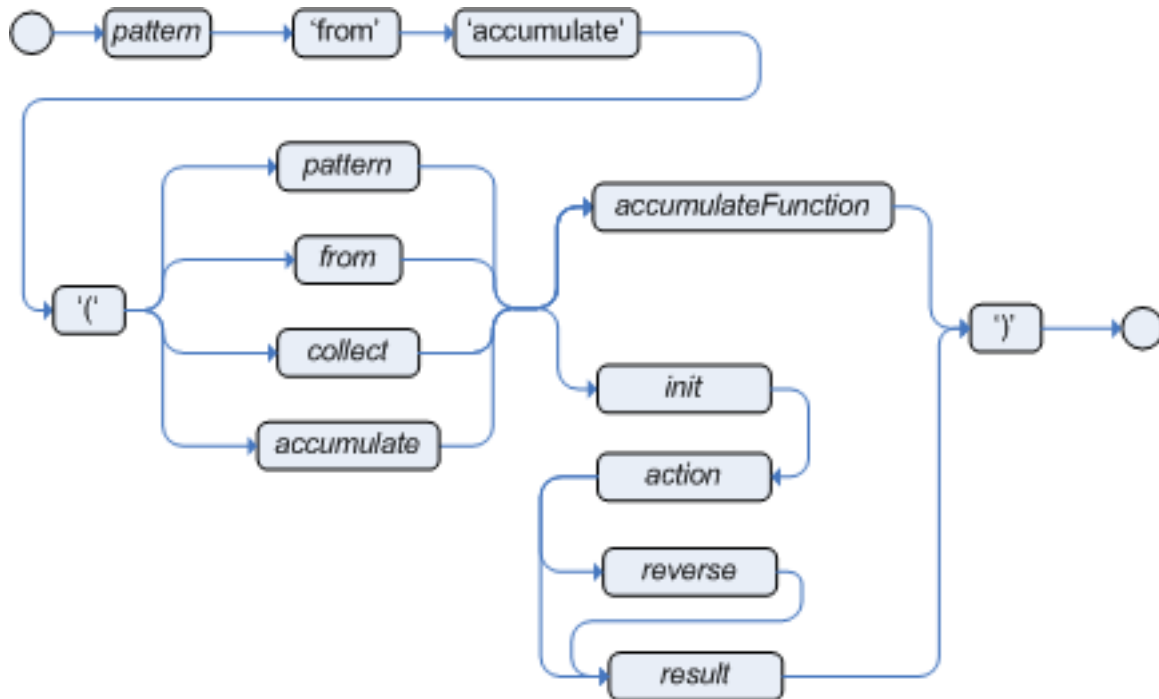 pattern
‘from’
‘accumulate’
pattern
accumulateFunction
from
‘(‘
‘)’
collect
init
accumulate
action
reverse
result